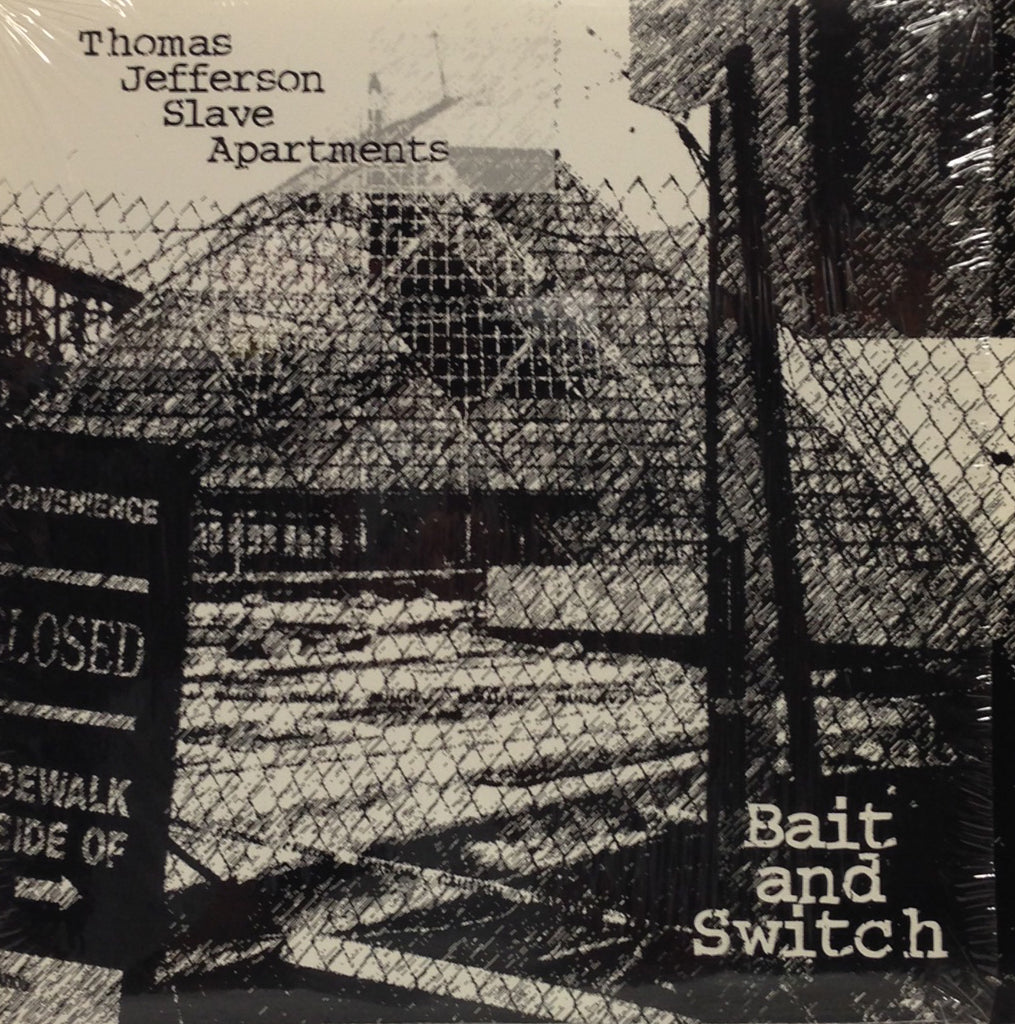 Thomas
Jefferson
Slave
Apartments
ONVENIENCE
LOSED
DEWALK
SIDE OF
Bait
and
Switch